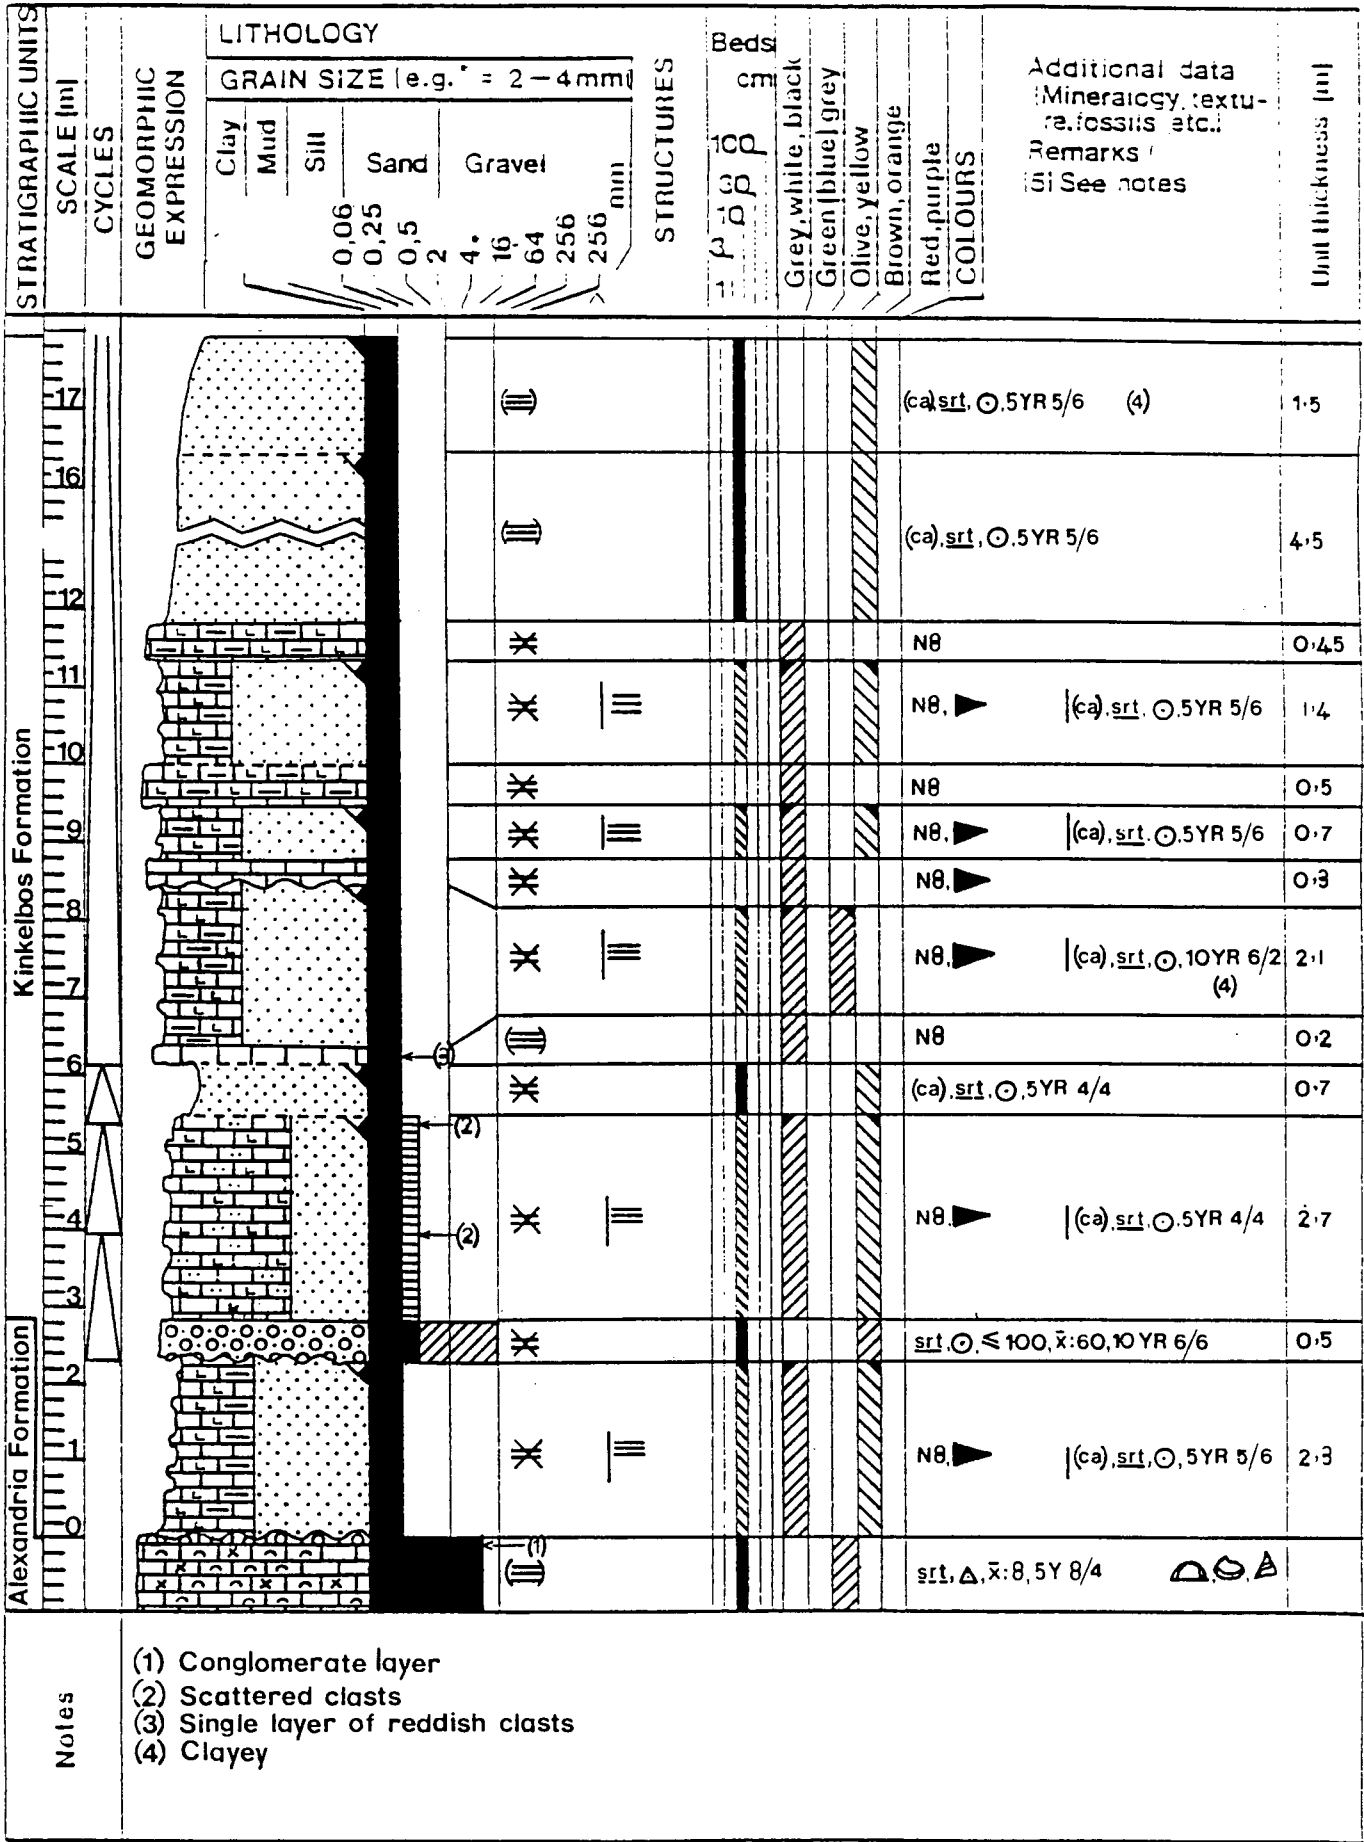 STRATIGRAPHIC UNITS
SCALE [m]
CYCLES
GEOMORPHIC
EXPRESSION
LITHOLOGY
GRAIN SIZE (e.g. = 2-4mm)
Clay
Mud
Silt
Sand
Gravel
0,06
0,25
0,5
2
4
16
64
256
256
mm
STRUCTURES
Beds
cm
100
30
10
3
1
Grey, white, black
Green [blue] grey
Olive, yellow
Brown, orange
Red, purple
COLOURS
Additional data
[Mineralogy, textu-
re, fossils etc.]
Remarks
[5] See notes
Unit thickness [m]
Kinkelbos Formation
Alexandria Formation
17
16
12
11
10
9
8
7
6
5
4
3
2
1
0
(ca), srt, ⊙, 5YR 5/6 (4) 1,5
(ca), srt, ⊙, 5YR 5/6 4,5
N8 0,45
N8, (ca), srt, ⊙, 5YR 5/6 1,4
N8 0,5
N8, (ca), srt, ⊙, 5YR 5/6 0,7
N8, 0,3
N8, (ca), srt, ⊙, 10YR 6/2 2,1
(4)
N8 0,2
(3)
(ca), srt, ⊙, 5YR 4/4 0,7
(2)
N8, (ca), srt, ⊙, 5YR 4/4 2,7
(2)
srt, ⊙, ≤ 100, x̄:60, 10 YR 6/6 0,5
N8, (ca), srt, ⊙, 5YR 5/6 2,3
(1)
srt, △, x̄:8, 5Y 8/4
Notes
(1) Conglomerate layer
(2) Scattered clasts
(3) Single layer of reddish clasts
(4) Clayey